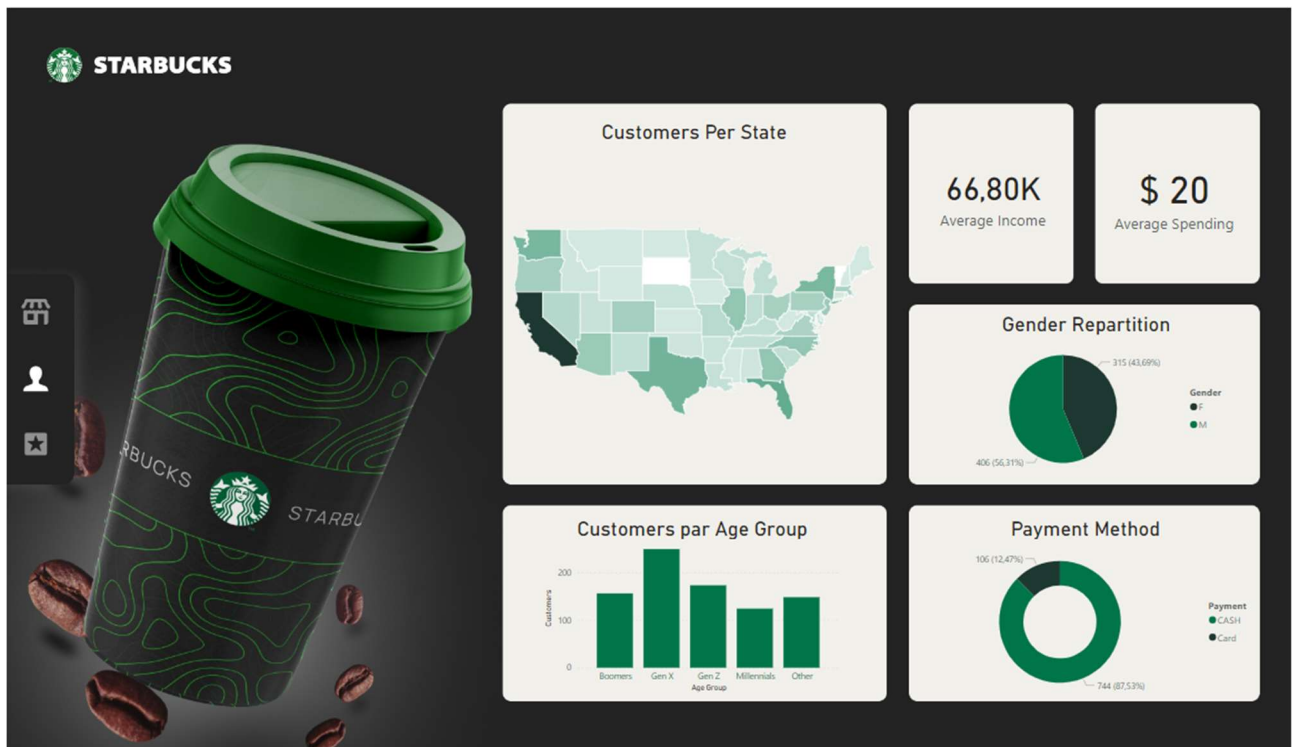 STARBUCKS
Customers Per State
66,80K
Average Income
$ 20
Average Spending
Gender Repartition
315 (43,69%)
406 (56,31%)
Gender
F
M
RBUCKS
STARBU
Customers par Age Group
Customers
200
100
0
Boomers Gen X Gen Z Millennials Other
Age Group
Payment Method
106 (12,47%)
744 (87,53%)
Payment
CASH
Card